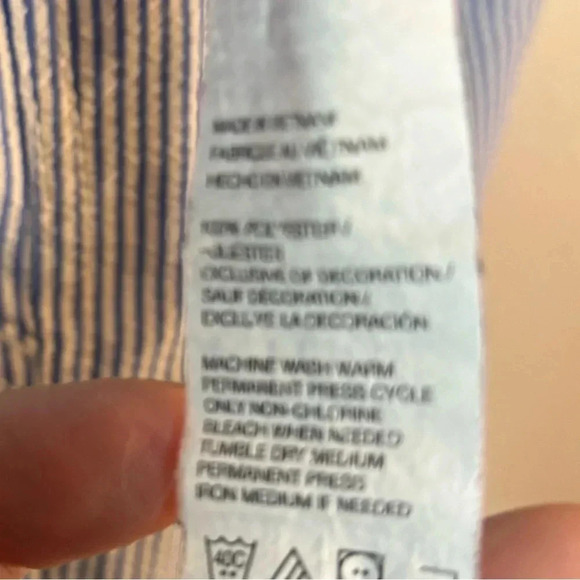 MADE IN VIETNAM
FABRIQUÉ AU VIÊTNAM
HECHO EN VIETNAM
100% POLYESTER /
POLIÉSTER
EXCLUSIVE OF DECORATION /
SAUF DÉCORATION /
EXCLUYE LA DECORACIÓN
MACHINE WASH WARM
PERMANENT PRESS CYCLE
ONLY NON-CHLORINE
BLEACH WHEN NEEDED
TUMBLE DRY MEDIUM
PERMANENT PRESS
IRON MEDIUM IF NEEDED
40C